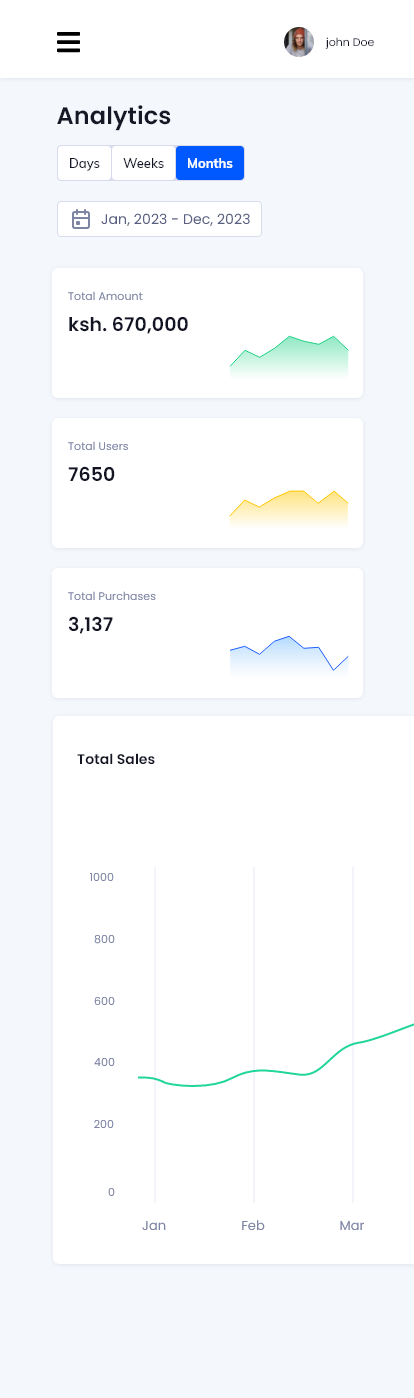 john Doe
Analytics
Days Weeks Months
Jan, 2023 - Dec, 2023
Total Amount
ksh. 670,000
Total Users
7650
Total Purchases
3,137
Total Sales
1000
800
600
400
200
0
Jan Feb Mar